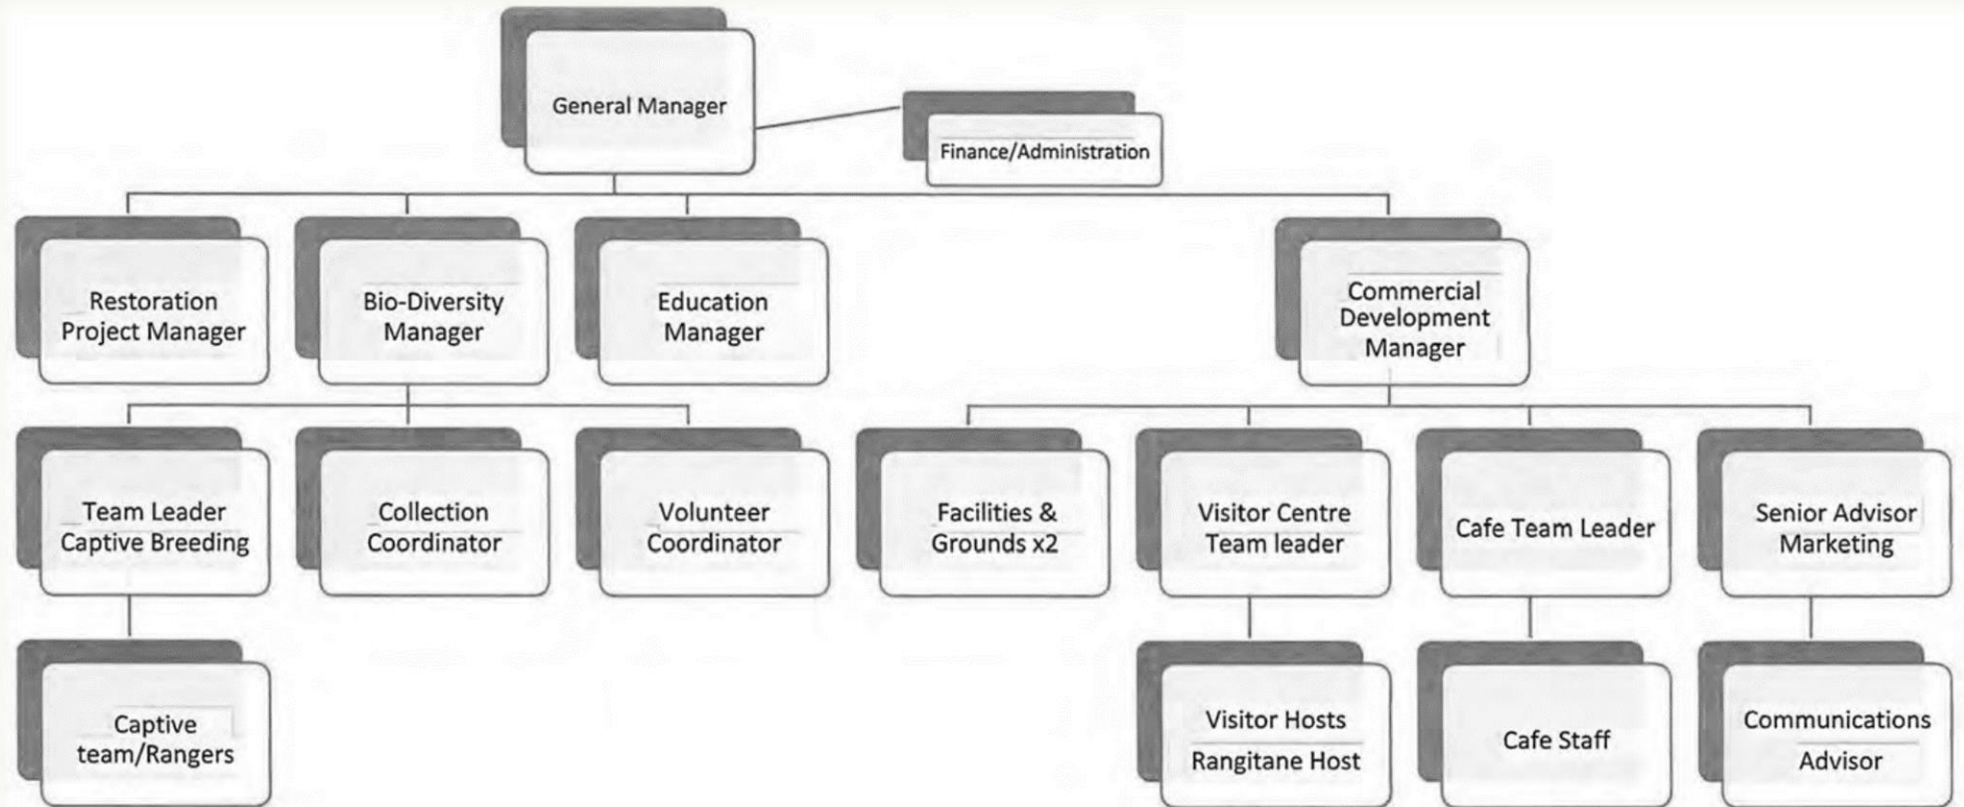 General Manager
Finance/Administration
Restoration
Project Manager
Bio-Diversity
Manager
Education
Manager
Commercial
Development
Manager
Team Leader
Captive Breeding
Collection
Coordinator
Volunteer
Coordinator
Facilities &
Grounds x2
Visitor Centre
Team leader
Cafe Team Leader
Senior Advisor
Marketing
Captive
team/Rangers
Visitor Hosts
Rangitane Host
Cafe Staff
Communications
Advisor